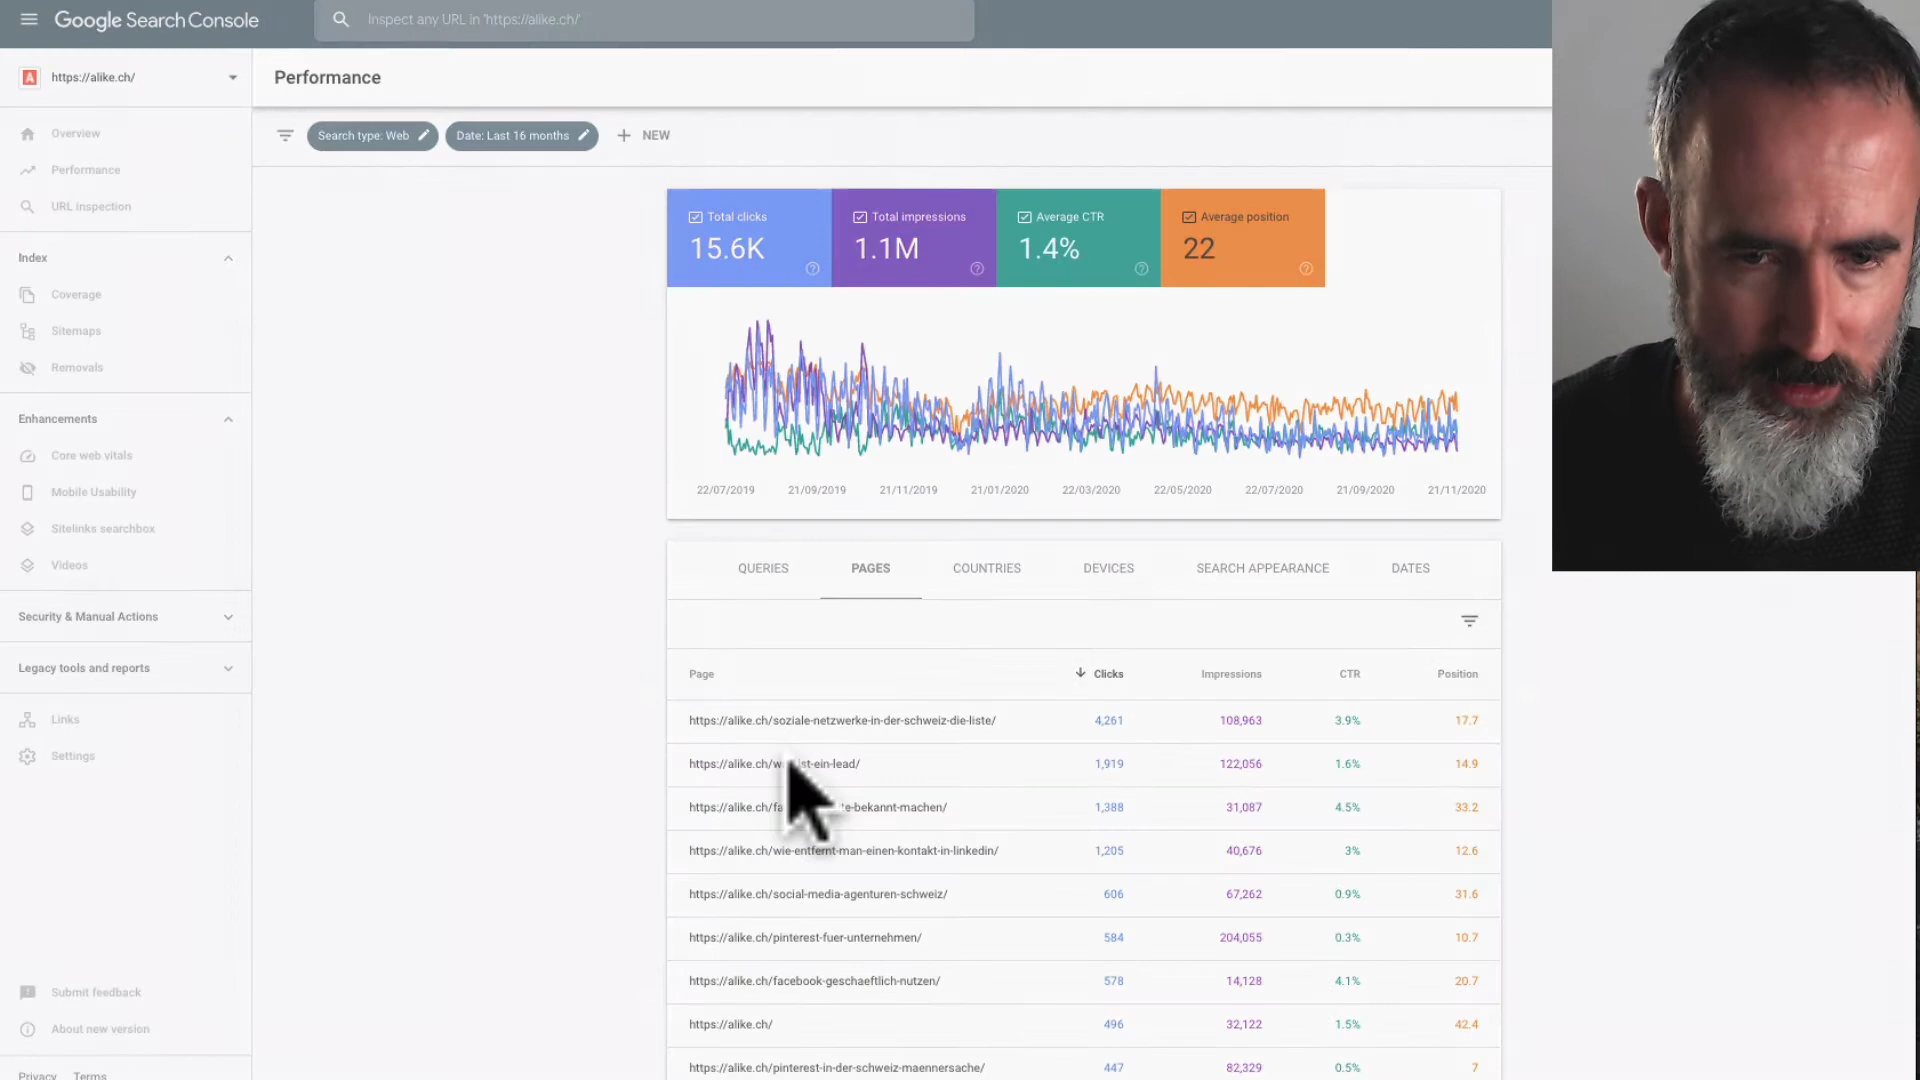 Google Search Console
Inspect any URL in 'https://alike.ch/'
A
https://alike.ch/
Performance
Overview
Performance
URL inspection
Index
Coverage
Sitemaps
Removals
Enhancements
Core web vitals
Mobile Usability
Sitelinks searchbox
Videos
Security & Manual Actions
Legacy tools and reports
Links
Settings
Submit feedback
About new version
Privacy Terms
Search type: Web
Date: Last 16 months
NEW
Total clicks
15.6K
Total impressions
1.1M
Average CTR
1.4%
Average position
22
22/07/2019 21/09/2019 21/11/2019 21/01/2020 22/03/2020 22/05/2020 22/07/2020 21/09/2020 21/11/2020
QUERIES PAGES COUNTRIES DEVICES SEARCH APPEARANCE DATES
Page Clicks Impressions CTR Position
https://alike.ch/soziale-netzwerke-in-der-schweiz-die-liste/ 4,261 108,963 3.9% 17.7
1,919 122,056 1.6% 14.9
1,388 31,087 4.5% 33.2
https://alike.ch/wie-entfernt-man-einen-kontakt-in-linkedin/ 1,205 40,676 3% 12.6
https://alike.ch/social-media-agenturen-schweiz/ 606 67,262 0.9% 31.6
https://alike.ch/pinterest-fuer-unternehmen/ 584 204,055 0.3% 10.7
https://alike.ch/facebook-geschaeftlich-nutzen/ 578 14,128 4.1% 20.7
https://alike.ch/ 496 32,122 1.5% 42.4
https://alike.ch/pinterest-in-der-schweiz-maennersache/ 447 82,329 0.5% 7